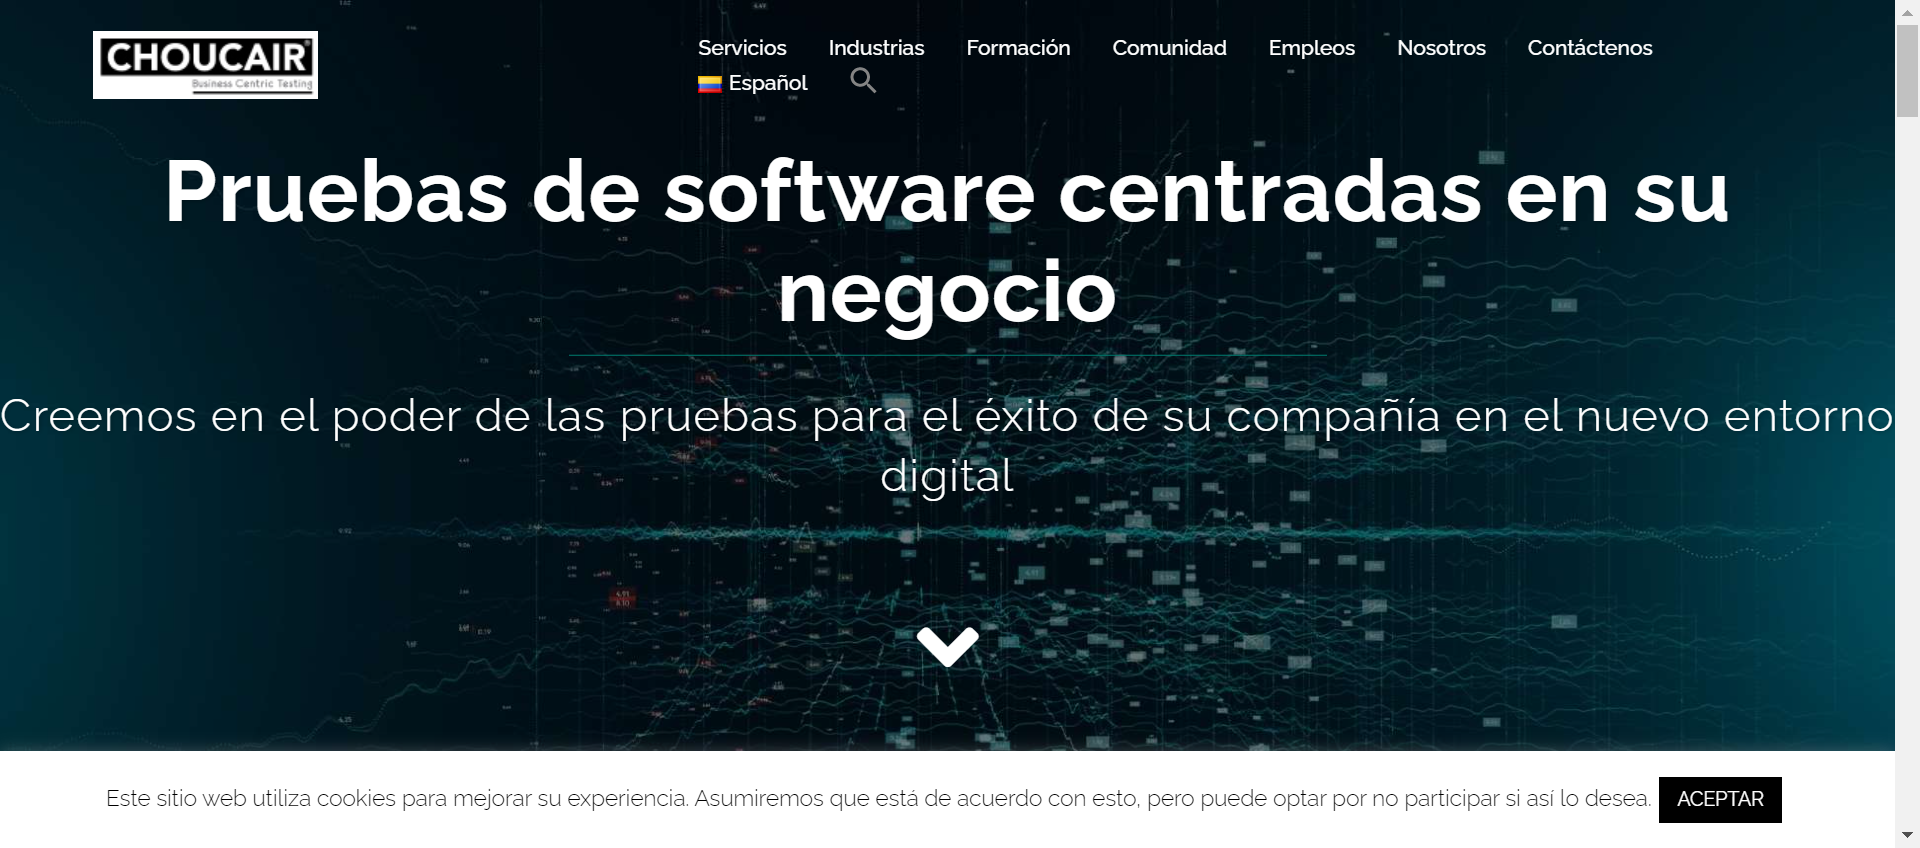 CHOUCAIR®
Business Centric Testing
Servicios Industrias Formación Comunidad Empleos Nosotros Contáctenos
Español
Pruebas de software centradas en su
negocio
Creemos en el poder de las pruebas para el éxito de su compañía en el nuevo entorno
digital
Este sitio web utiliza cookies para mejorar su experiencia. Asumiremos que está de acuerdo con esto, pero puede optar por no participar si así lo desea. ACEPTAR